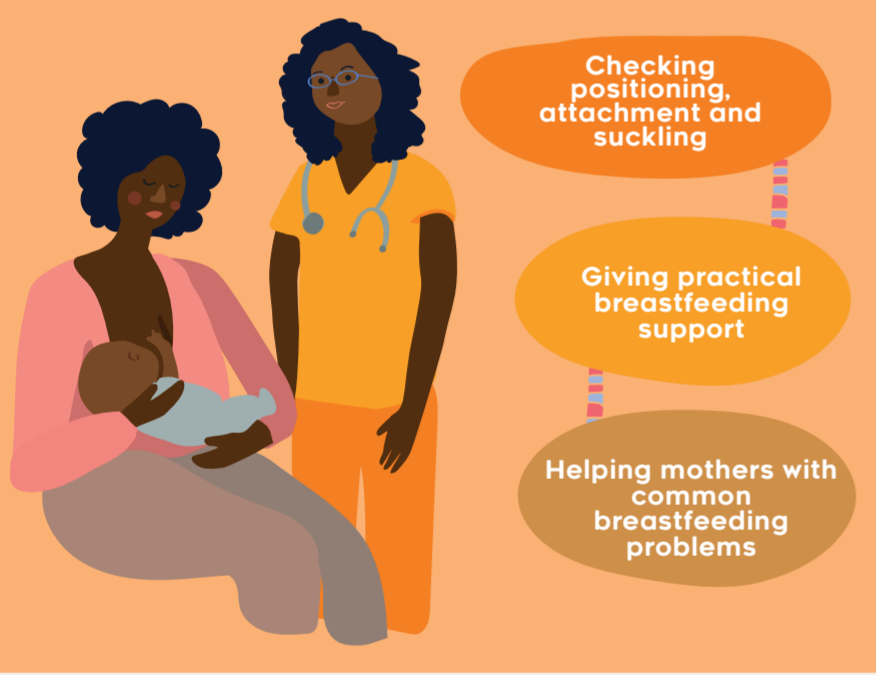 Checking
positioning,
attachment and
suckling
Giving practical
breastfeeding
support
Helping mothers with
common
breastfeeding
problems